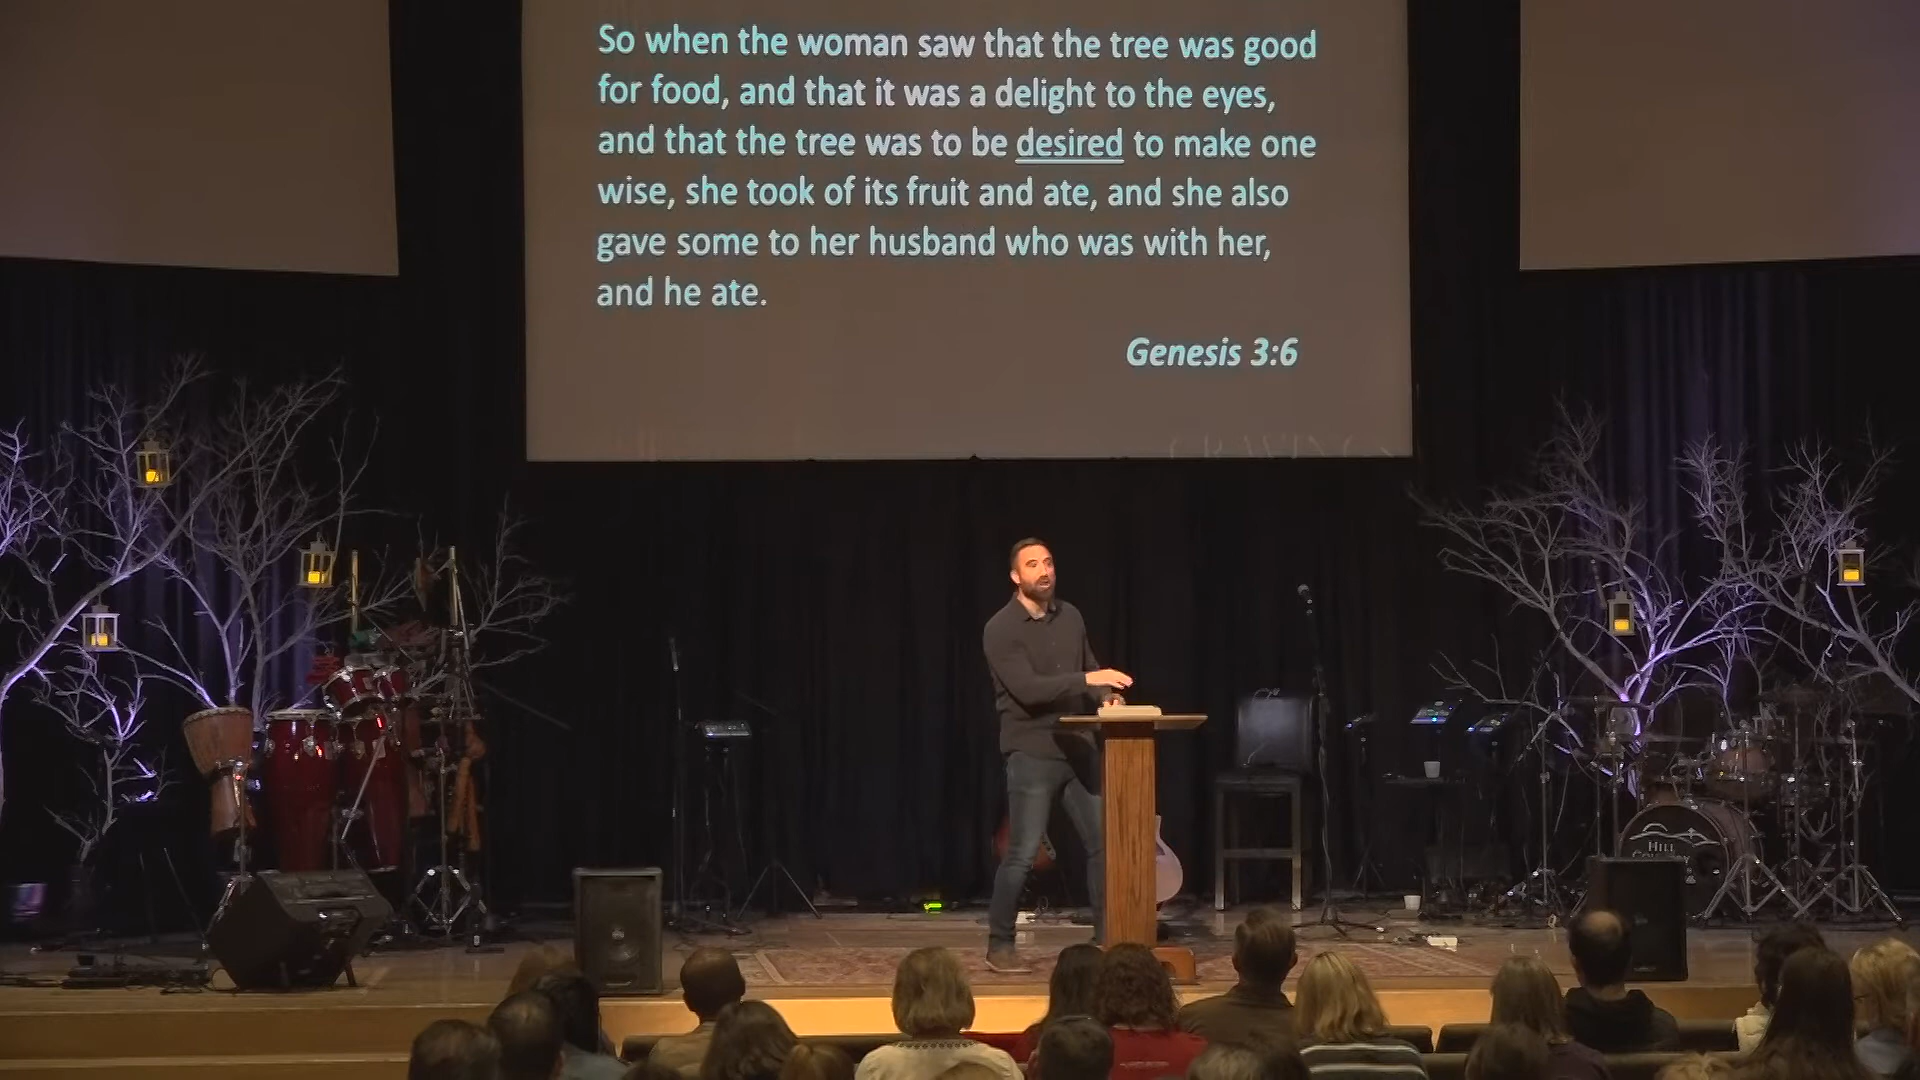 So when the woman saw that the tree was good
for food, and that it was a delight to the eyes,
and that the tree was to be desired to make one
wise, she took of its fruit and ate, and she also
gave some to her husband who was with her,
and he ate.
Genesis 3:6
CRAVINGS
HILL
COUNTRY